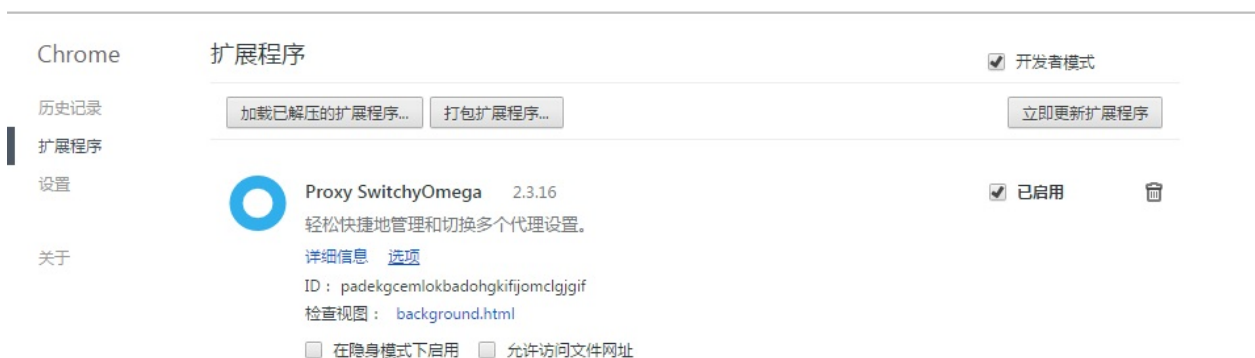 Chrome
扩展程序
开发者模式
历史记录
加载已解压的扩展程序...
打包扩展程序...
立即更新扩展程序
扩展程序
设置
Proxy SwitchyOmega 2.3.16
已启用
轻松快捷地管理和切换多个代理设置。
关于
详细信息 选项
ID： padekgcemlokbadohgkifijomclgjgif
检查视图： background.html
在隐身模式下启用 允许访问文件网址